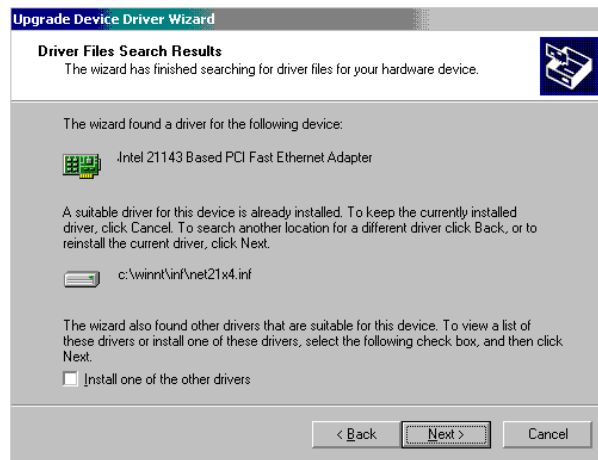 Upgrade Device Driver Wizard
Driver Files Search Results
The wizard has finished searching for driver files for your hardware device.
The wizard found a driver for the following device:
Intel 21143 Based PCI Fast Ethernet Adapter
A suitable driver for this device is already installed. To keep the currently installed
driver, click Cancel. To search another location for a different driver click Back, or to
reinstall the current driver, click Next.
c:\winnt\inf\net21x4.inf
The wizard also found other drivers that are suitable for this device. To view a list of
these drivers or install one of these drivers, select the following check box, and then click
Next.
Install one of the other drivers
< Back Next > Cancel